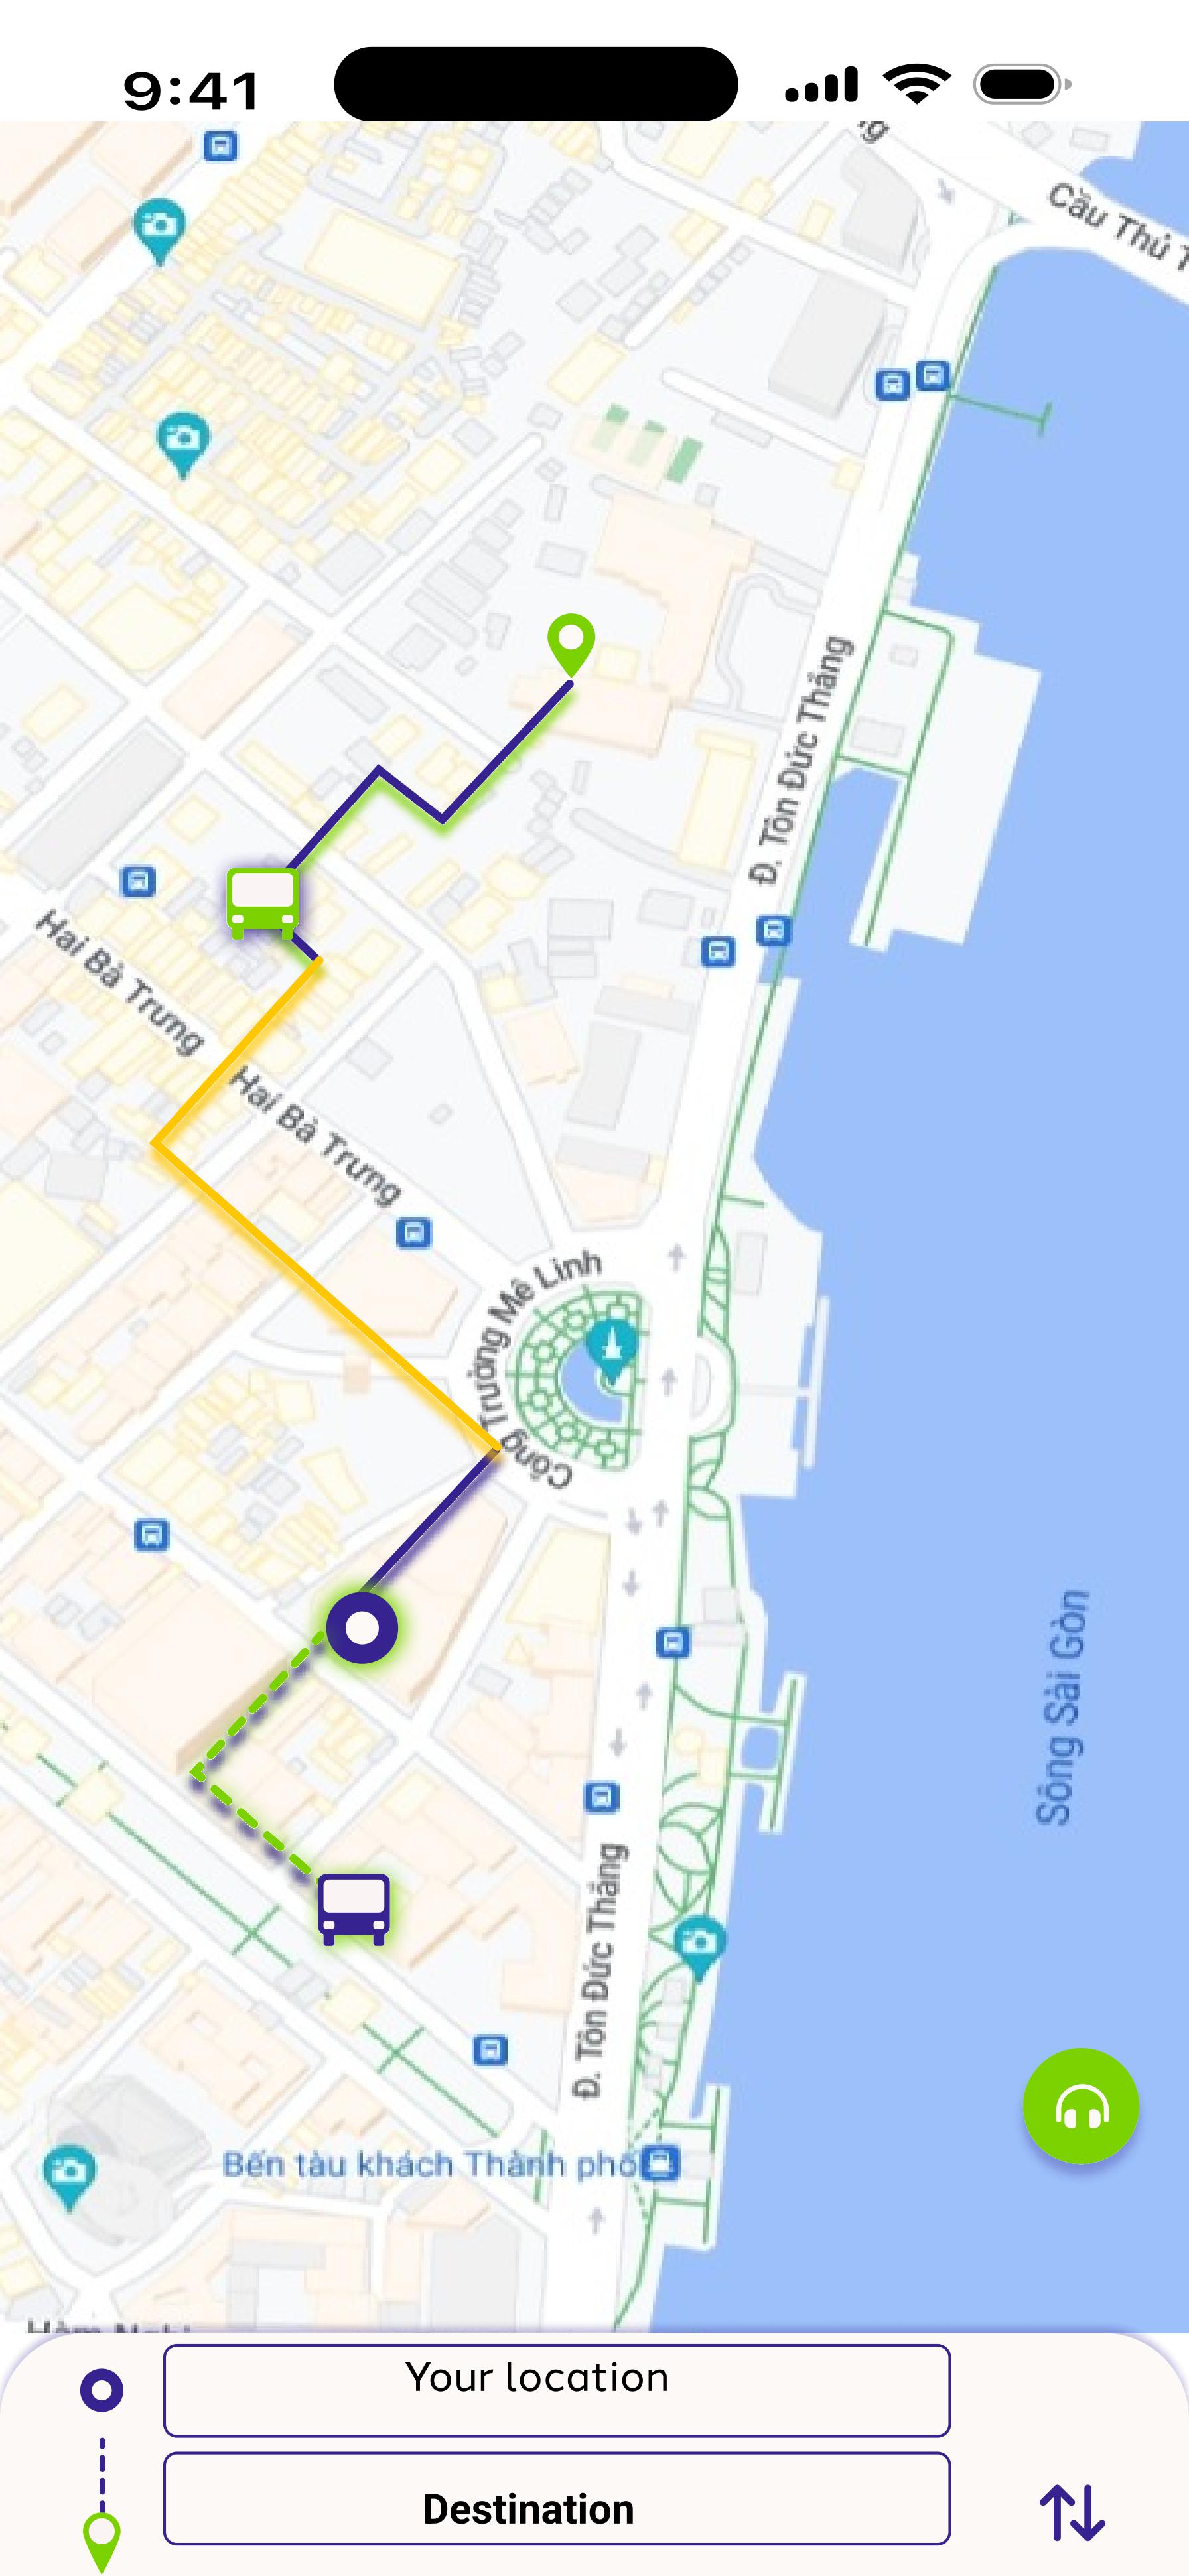 9:41
Cầu Thủ T
Đ. Tôn Đức Thắng
Hai Bà Trưng
Hai Bà Trưng
Công Trường Mê Linh
Sông Sài Gòn
Đ. Tôn Đức Thắng
Bến tàu khách Thành phố
Your location
Destination